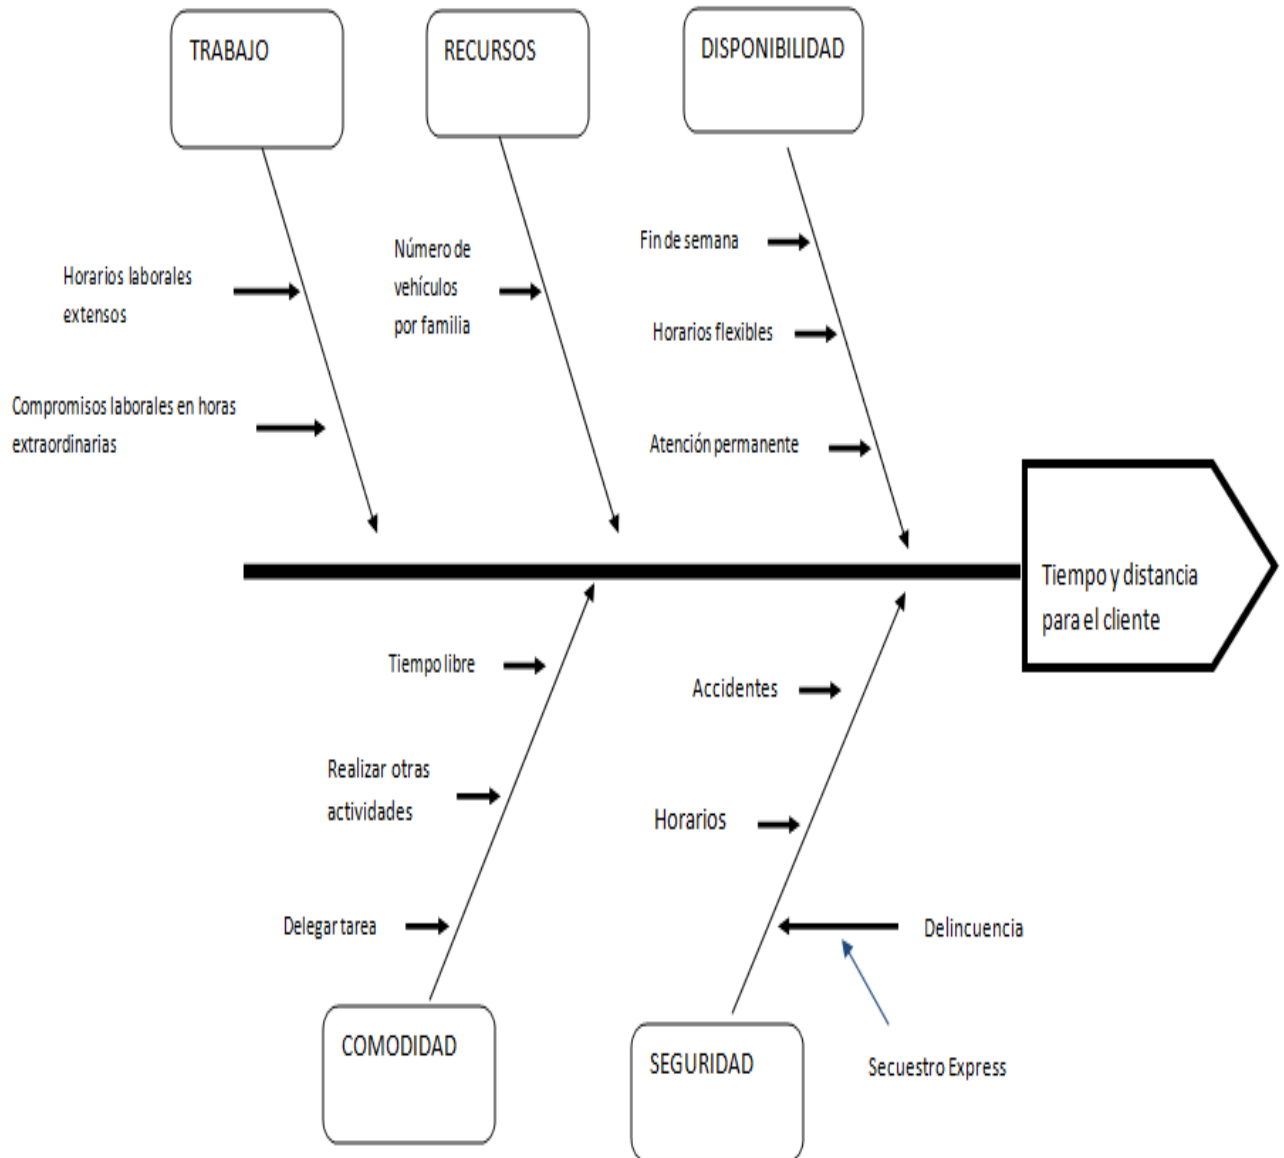 TRABAJO
RECURSOS
DISPONIBILIDAD
Horarios laborales
extensos
Compromisos laborales en horas
extraordinarias
Número de
vehículos
por familia
Fin de semana
Horarios flexibles
Atención permanente
Tiempo y distancia
para el cliente
Tiempo libre
Realizar otras
actividades
Delegar tarea
Accidentes
Horarios
Delincuencia
Secuestro Express
COMODIDAD
SEGURIDAD